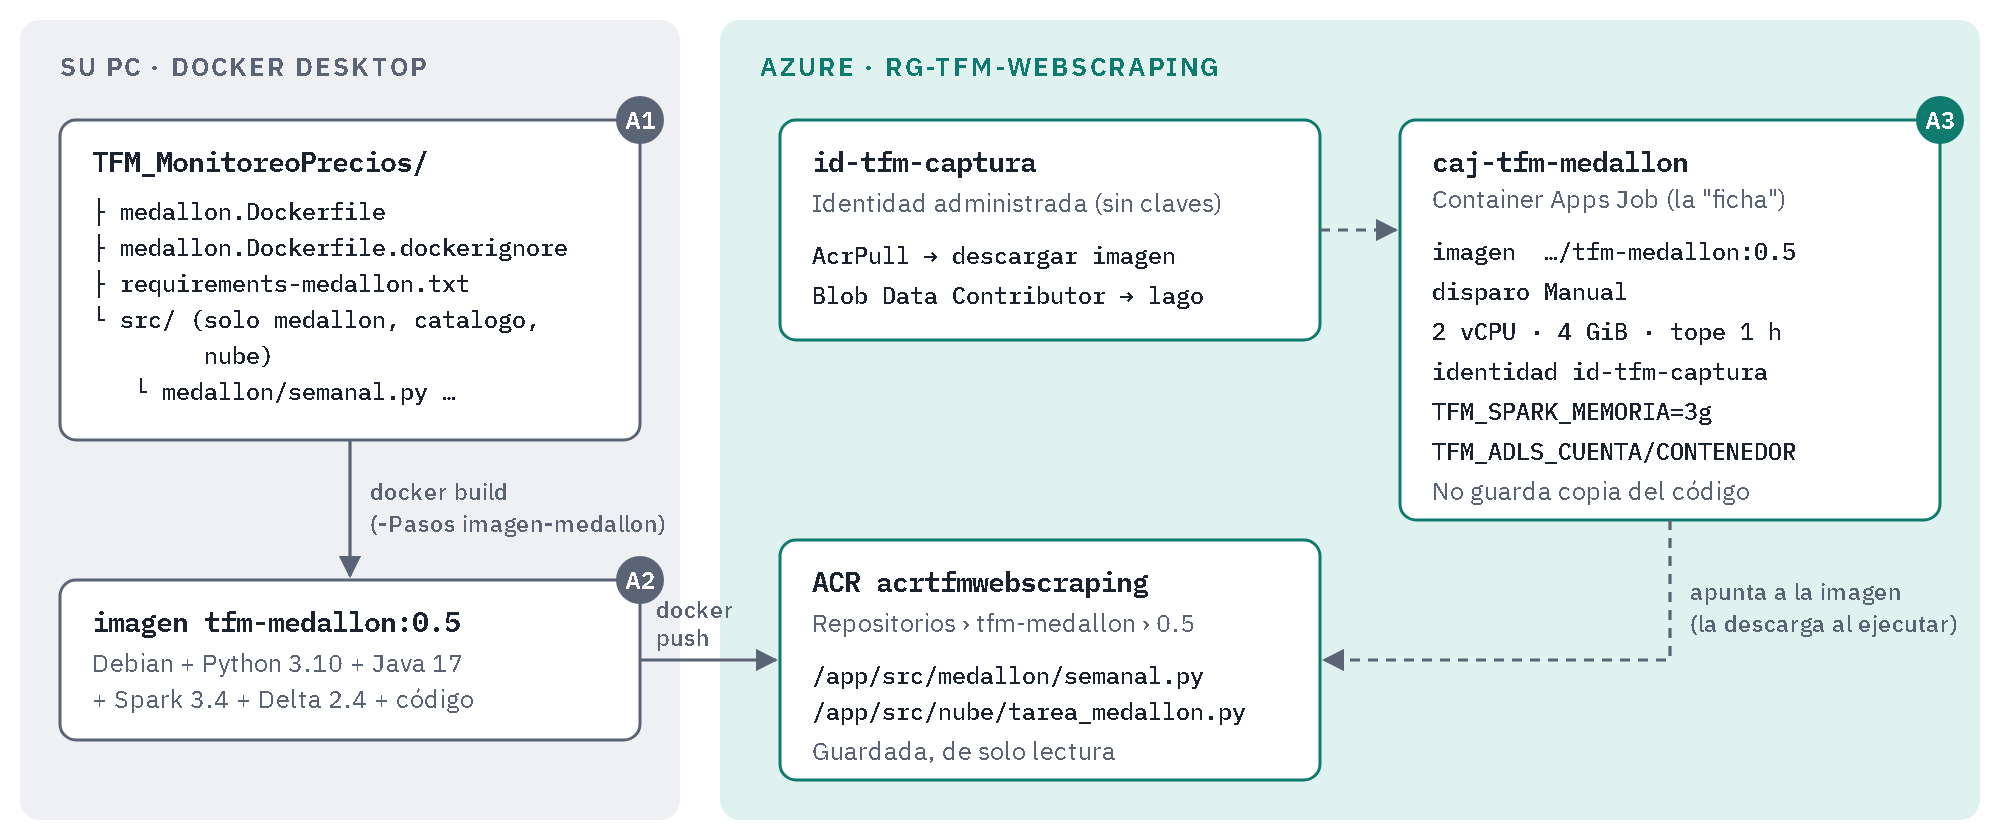 SU PC · DOCKER DESKTOP
A1
TFM_MonitoreoPrecios/
├ medallon.Dockerfile
├ medallon.Dockerfile.dockerignore
├ requirements-medallon.txt
└ src/ (solo medallon, catalogo,
nube)
└ medallon/semanal.py …
docker build
(-Pasos imagen-medallon)
A2
imagen tfm-medallon:0.5
Debian + Python 3.10 + Java 17
+ Spark 3.4 + Delta 2.4 + código
docker
push
AZURE · RG-TFM-WEBSCRAPING
id-tfm-captura
Identidad administrada (sin claves)
AcrPull → descargar imagen
Blob Data Contributor → lago
A3
caj-tfm-medallon
Container Apps Job (la "ficha")
imagen  …/tfm-medallon:0.5
disparo Manual
2 vCPU · 4 GiB · tope 1 h
identidad id-tfm-captura
TFM_SPARK_MEMORIA=3g
TFM_ADLS_CUENTA/CONTENEDOR
No guarda copia del código
ACR acrtfmwebscraping
Repositorios › tfm-medallon › 0.5
/app/src/medallon/semanal.py
/app/src/nube/tarea_medallon.py
Guardada, de solo lectura
apunta a la imagen
(la descarga al ejecutar)